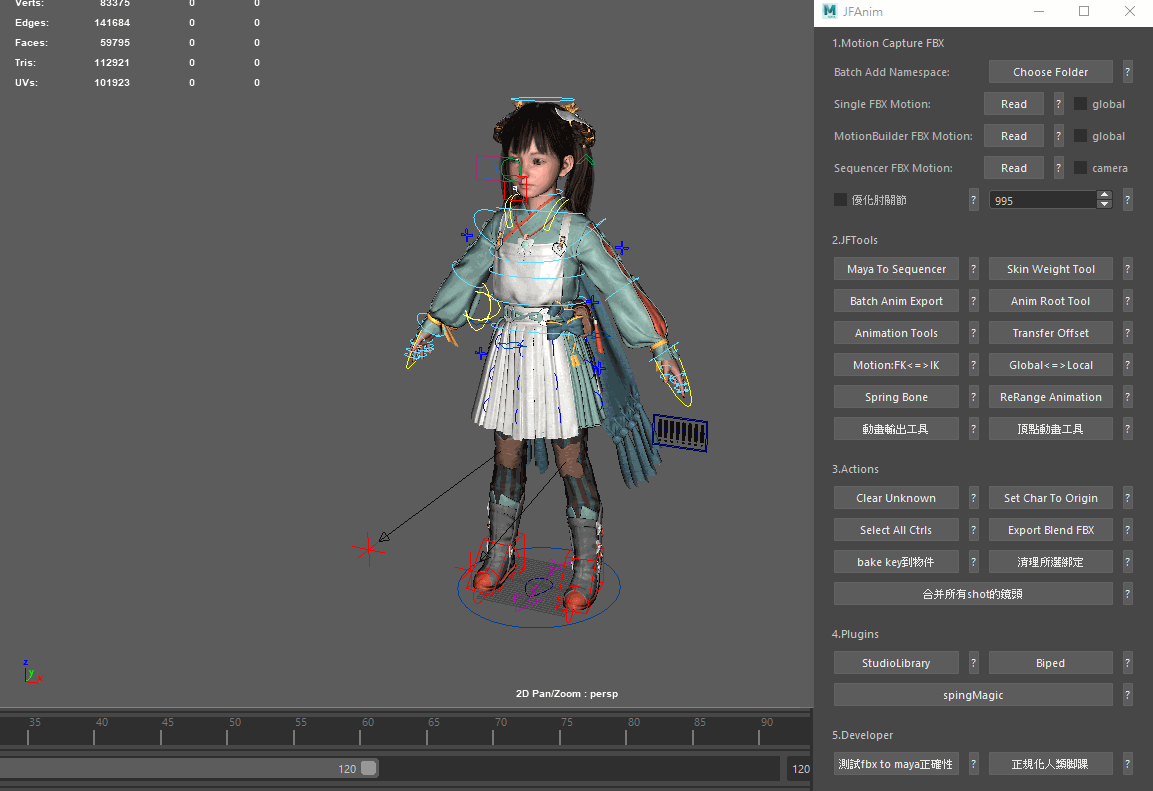 Verts: 83375 0 0
Edges: 141684 0 0
Faces: 59795 0 0
Tris: 112921 0 0
UVs: 101923 0 0
z
y
x
2D Pan/Zoom : persp
35 40 45 50 55 60 65 70 75 80 85 90
120 120
M JFAnim
1.Motion Capture FBX
Batch Add Namespace: Choose Folder ?
Single FBX Motion: Read ? global
MotionBuilder FBX Motion: Read ? global
Sequencer FBX Motion: Read ? camera
優化肘關節 ? 995 ?
2.JFTools
Maya To Sequencer ? Skin Weight Tool ?
Batch Anim Export ? Anim Root Tool ?
Animation Tools ? Transfer Offset ?
Motion:FK<=>IK ? Global<=>Local ?
Spring Bone ? ReRange Animation ?
動畫輸出工具 ? 頂點動畫工具 ?
3.Actions
Clear Unknown ? Set Char To Origin ?
Select All Ctrls ? Export Blend FBX ?
bake key到物件 ? 清理所選綁定 ?
合并所有shot的鏡頭 ?
4.Plugins
StudioLibrary ? Biped ?
spingMagic ?
5.Developer
測試fbx to maya正確性 ? 正規化人類腳踝 ?